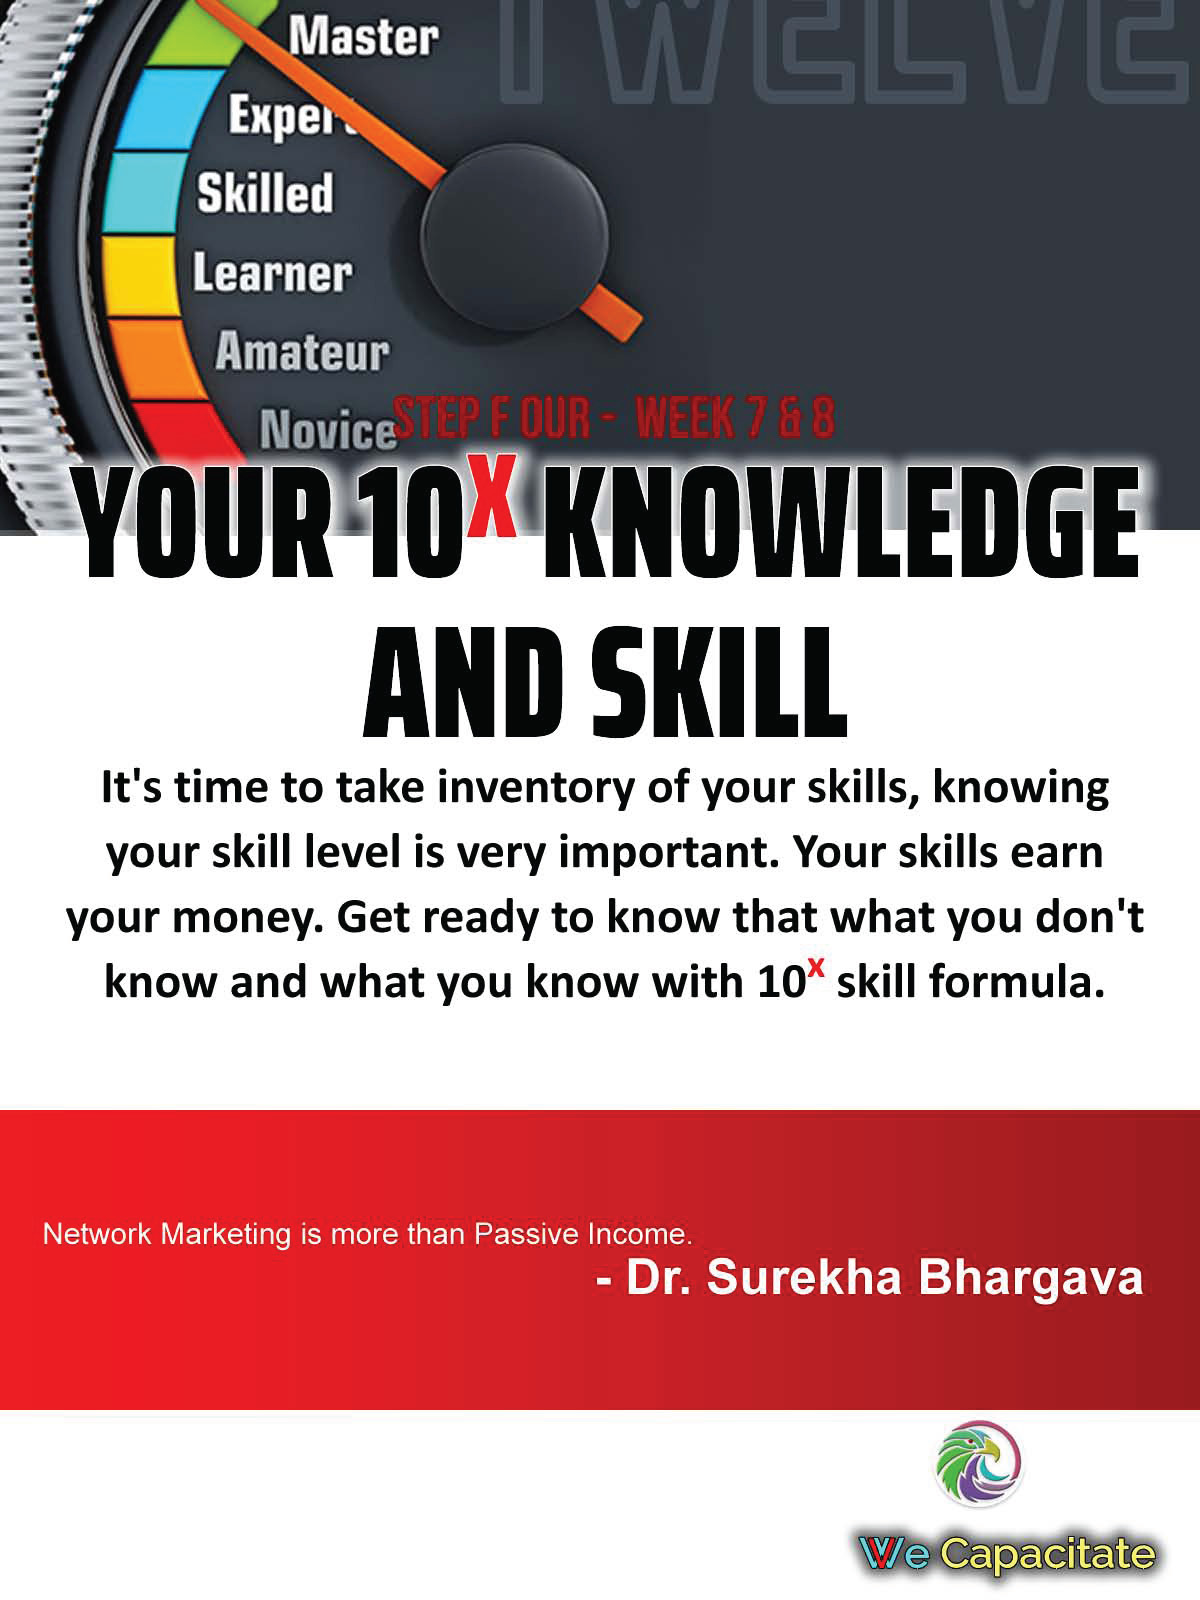 TWELVE
Master
Expert
Skilled
Learner
Amateur
Novice
STEP F OUR - WEEK 7 & 8
YOUR 10X KNOWLEDGE
AND SKILL
It's time to take inventory of your skills, knowing
your skill level is very important. Your skills earn
your money. Get ready to know that what you don't
know and what you know with 10x skill formula.
Network Marketing is more than Passive Income.
- Dr. Surekha Bhargava
We Capacitate